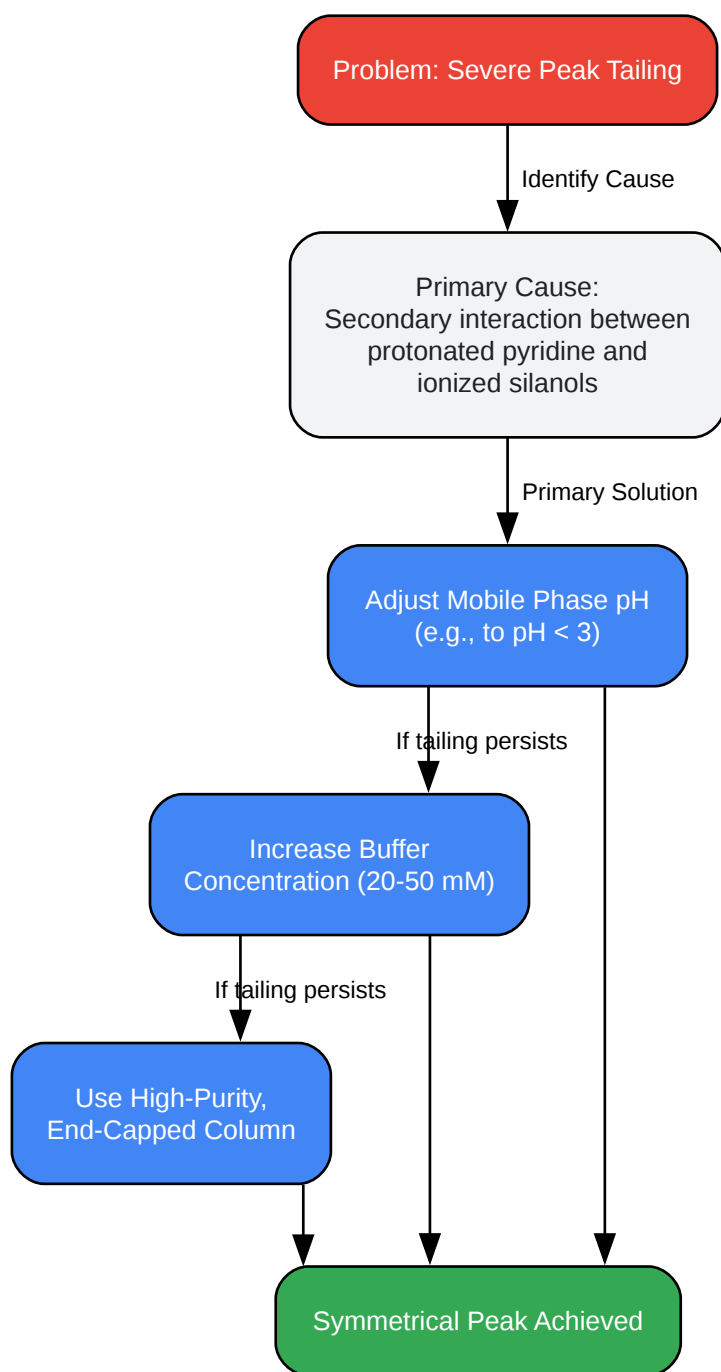 Problem: Severe Peak Tailing
Identify Cause
Primary Cause:
Secondary interaction between
protonated pyridine and
ionized silanols
Primary Solution
Adjust Mobile Phase pH
(e.g., to pH < 3)
If tailing persists
Increase Buffer
Concentration (20-50 mM)
If tailing persists
Use High-Purity,
End-Capped Column
Symmetrical Peak Achieved